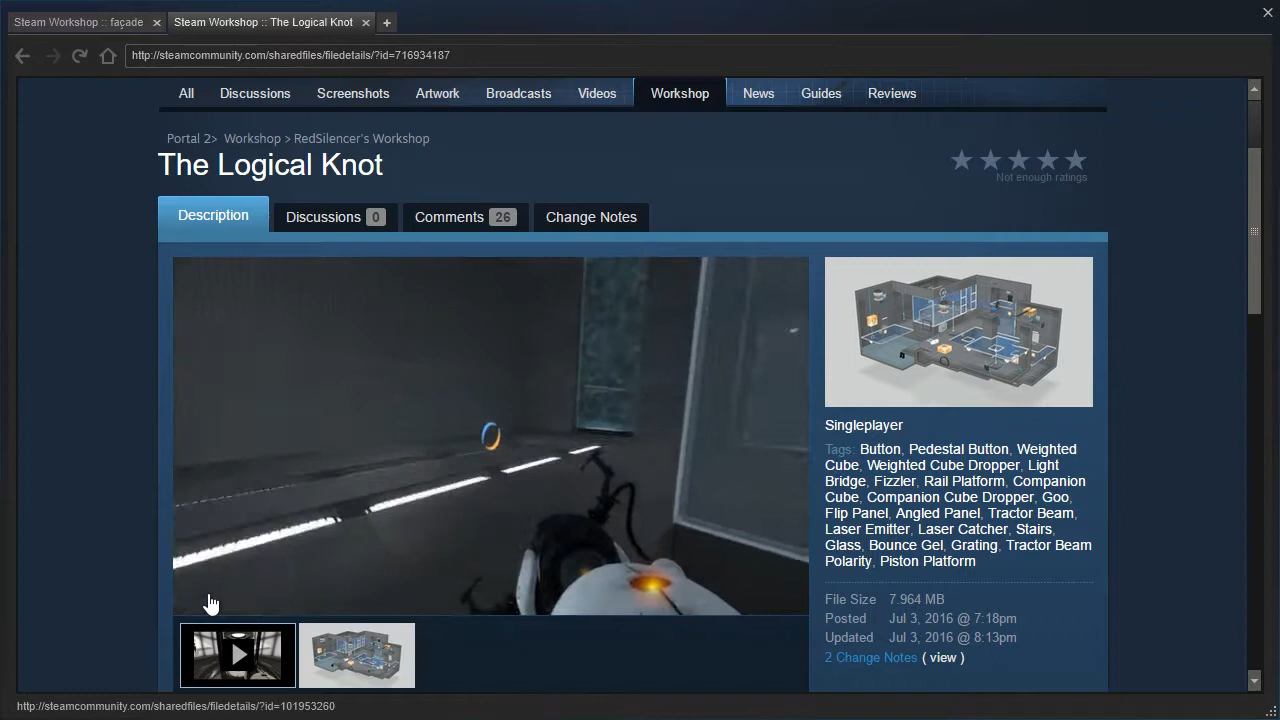 Steam Workshop :: façade
Steam Workshop :: The Logical Knot
http://steamcommunity.com/sharedfiles/filedetails/?id=716934187
All Discussions Screenshots Artwork Broadcasts Videos Workshop News Guides Reviews
Portal 2> Workshop > RedSilencer's Workshop
The Logical Knot
Not enough ratings
Description Discussions 0 Comments 26 Change Notes
Singleplayer
Tags: Button, Pedestal Button, Weighted
Cube, Weighted Cube Dropper, Light
Bridge, Fizzler, Rail Platform, Companion
Cube, Companion Cube Dropper, Goo,
Flip Panel, Angled Panel, Tractor Beam,
Laser Emitter, Laser Catcher, Stairs,
Glass, Bounce Gel, Grating, Tractor Beam
Polarity, Piston Platform
File Size 7.964 MB
Posted Jul 3, 2016 @ 7:18pm
Updated Jul 3, 2016 @ 8:13pm
2 Change Notes ( view )
http://steamcommunity.com/sharedfiles/filedetails/?id=101953260